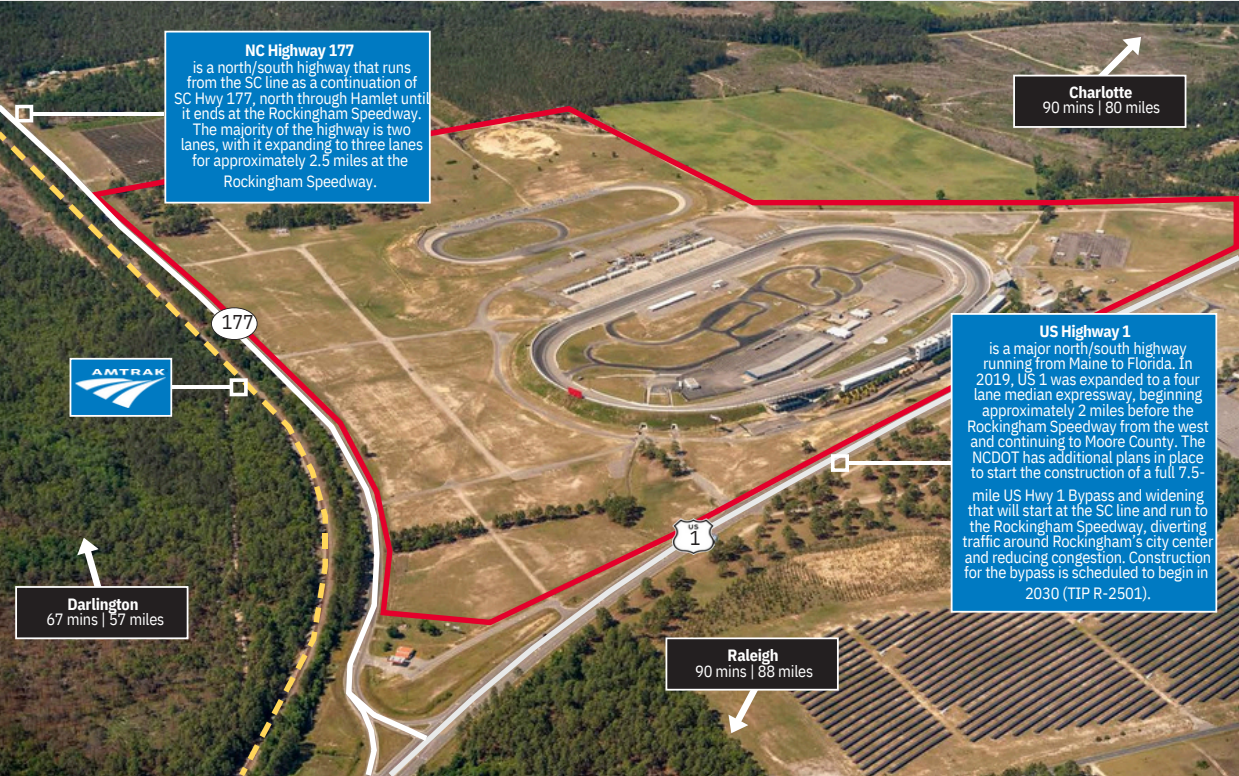 NC Highway 177
is a north/south highway that runs
from the SC line as a continuation of
SC Hwy 177, north through Hamlet until
it ends at the Rockingham Speedway.
The majority of the highway is two
lanes, with it expanding to three lanes
for approximately 2.5 miles at the
Rockingham Speedway.
Charlotte
90 mins | 80 miles
177
AMTRAK
US Highway 1
is a major north/south highway
running from Maine to Florida. In
2019, US 1 was expanded to a four
lane median expressway, beginning
approximately 2 miles before the
Rockingham Speedway from the west
and continuing to Moore County. The
NCDOT has additional plans in place
to start the construction of a full 7.5-
mile US Hwy 1 Bypass and widening
that will start at the SC line and run to
the Rockingham Speedway, diverting
traffic around Rockingham's city center
and reducing congestion. Construction
for the bypass is scheduled to begin in
2030 (TIP R-2501).
US
1
Darlington
67 mins | 57 miles
Raleigh
90 mins | 88 miles